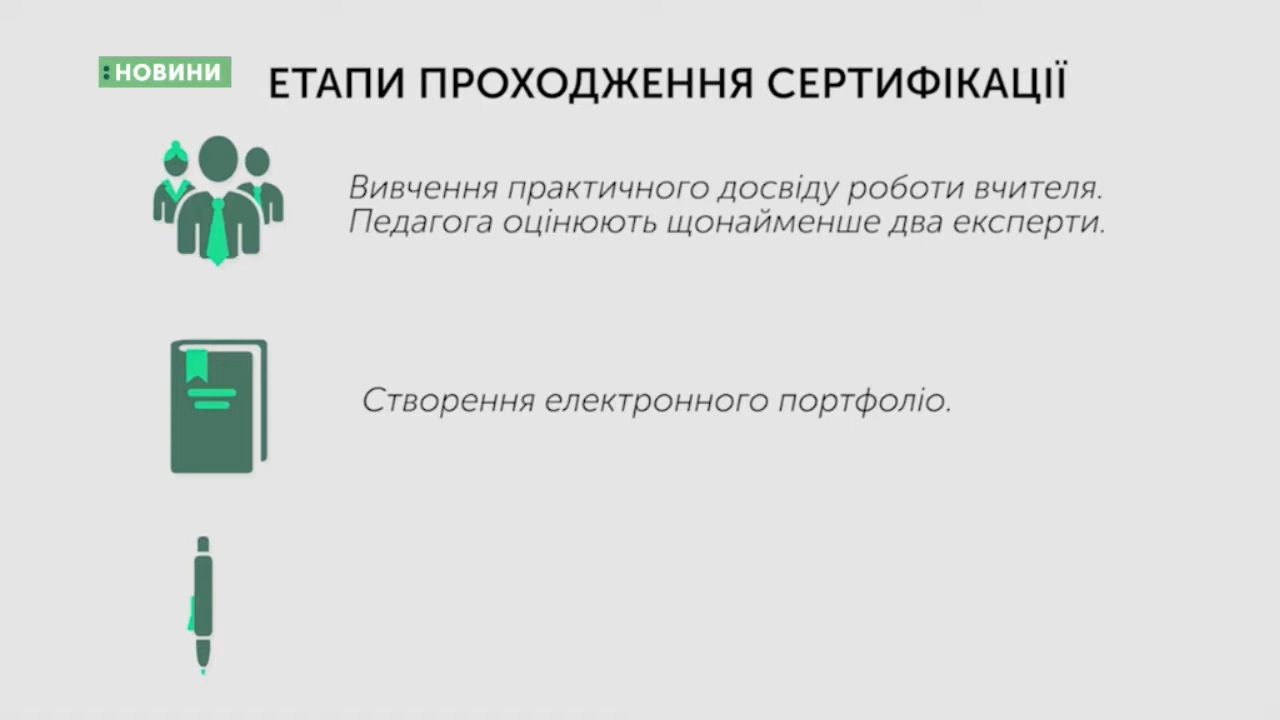 :НОВИНИ
ЕТАПИ ПРОХОДЖЕННЯ СЕРТИФІКАЦІЇ
Вивчення практичного досвіду роботи вчителя.
Педагога оцінюють щонайменше два експерти.
Створення електронного портфоліо.